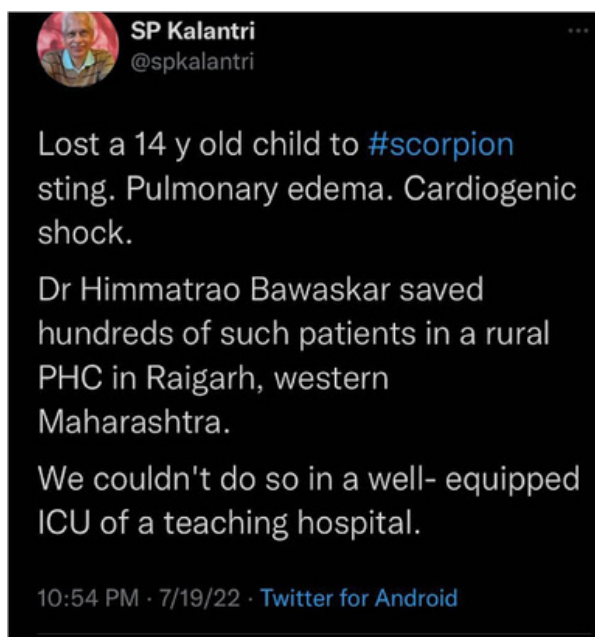 SP Kalantri
@spkalantri
Lost a 14 y old child to #scorpion
sting. Pulmonary edema. Cardiogenic
shock.
Dr Himmatrao Bawaskar saved
hundreds of such patients in a rural
PHC in Raigarh, western
Maharashtra.
We couldn't do so in a well- equipped
ICU of a teaching hospital.
10:54 PM · 7/19/22 · Twitter for Android